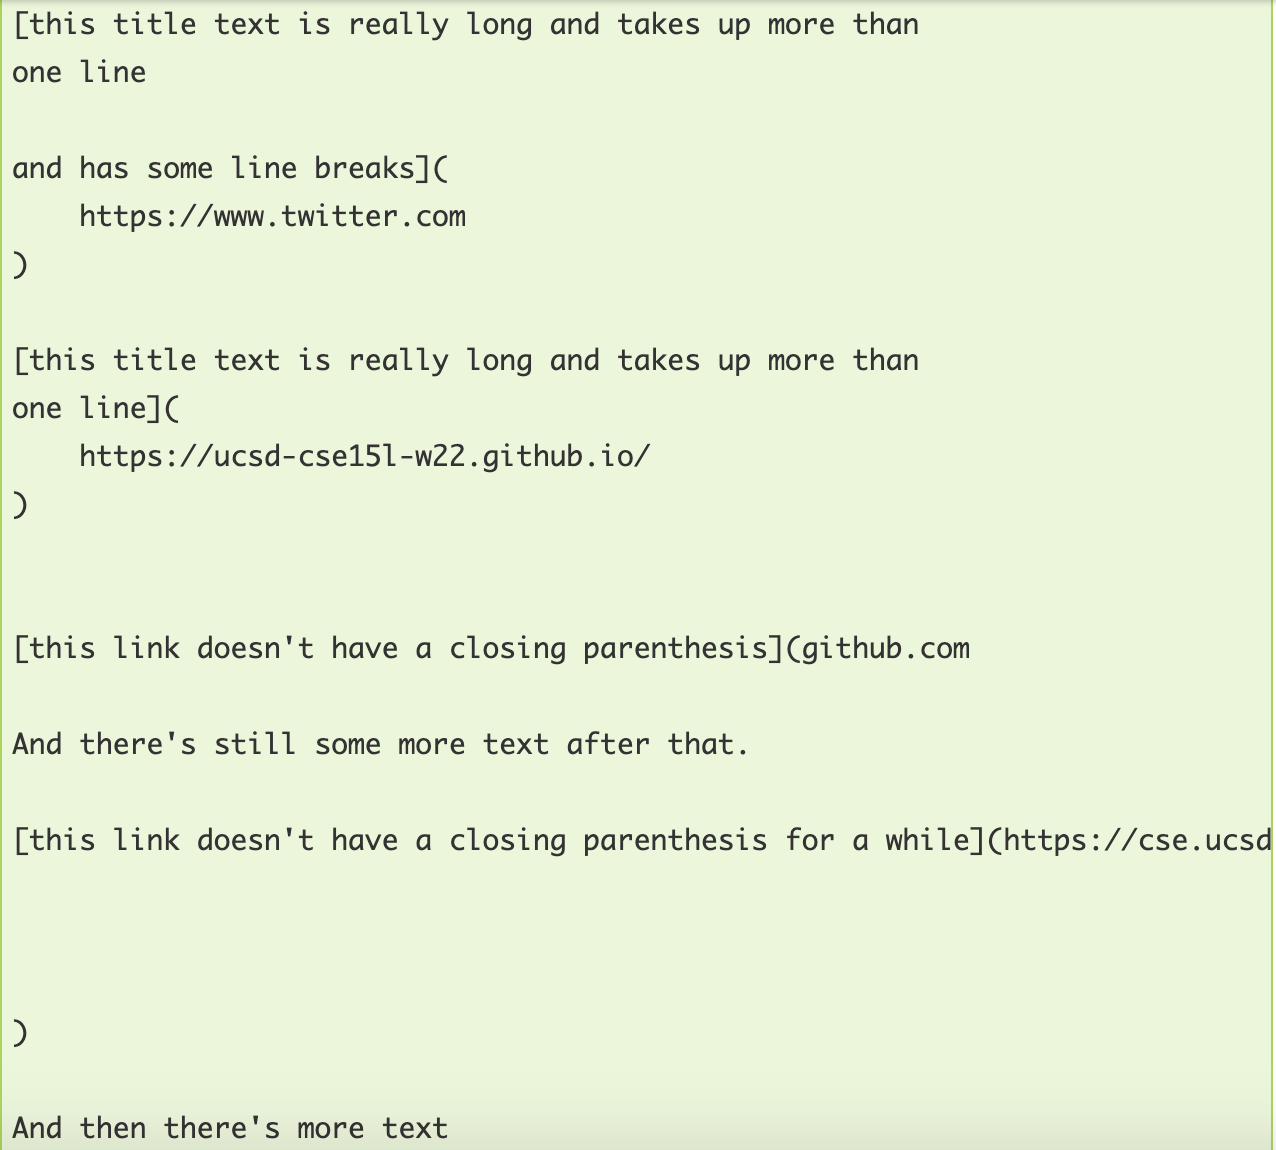 [this title text is really long and takes up more than
one line
and has some line breaks](
https://www.twitter.com
)
[this title text is really long and takes up more than
one line](
https://ucsd-cse15l-w22.github.io/
)
[this link doesn't have a closing parenthesis](github.com
And there's still some more text after that.
[this link doesn't have a closing parenthesis for a while](https://cse.ucsd
)
And then there's more text